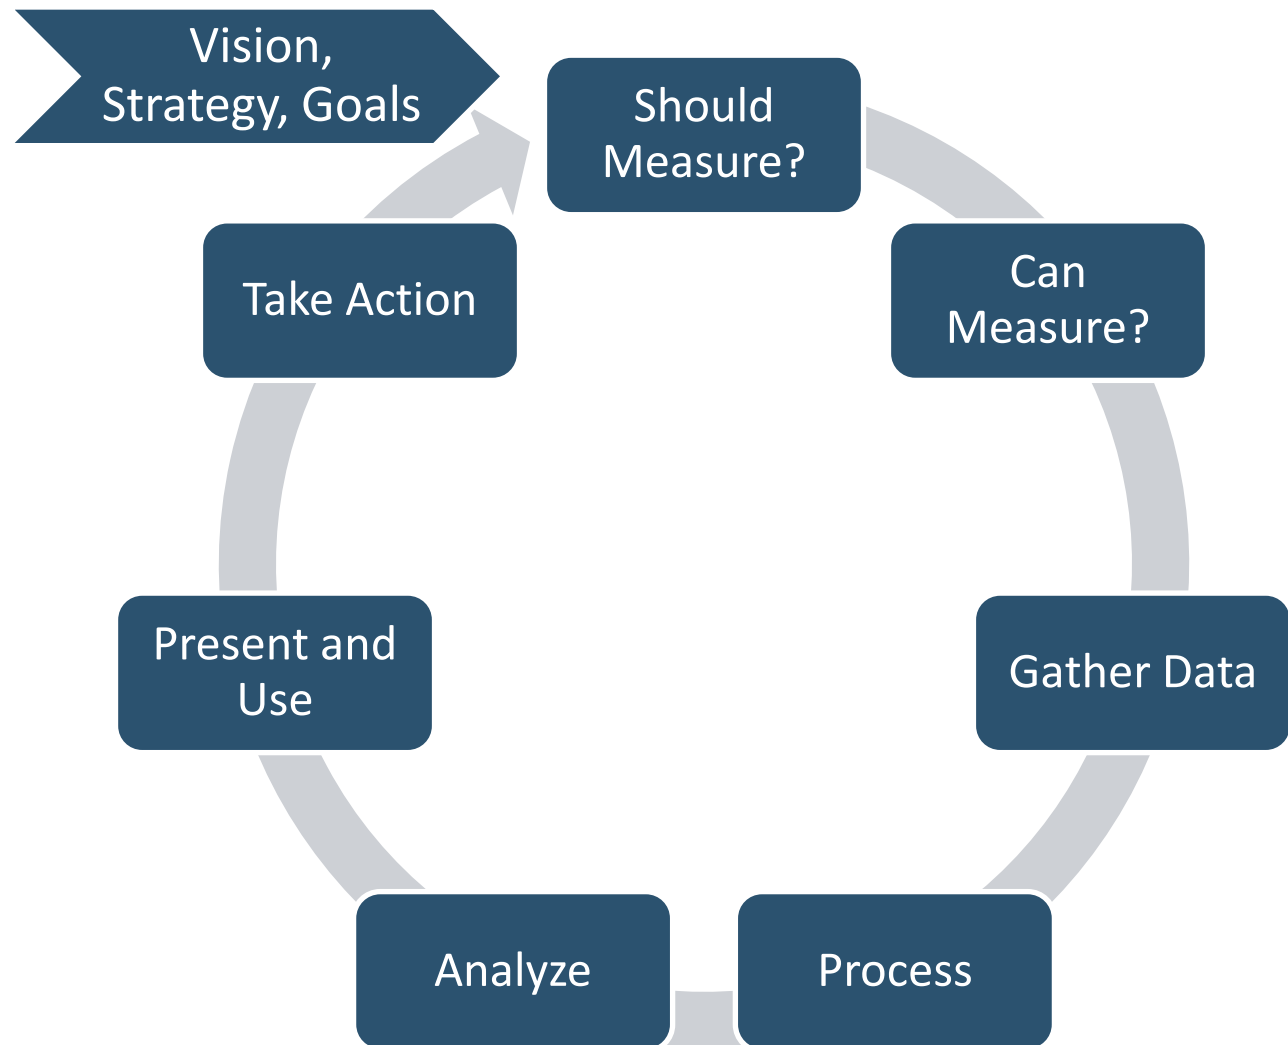 Vision,
Strategy, Goals
Should
Measure?
Can
Measure?
Gather Data
Process
Analyze
Present and
Use
Take Action